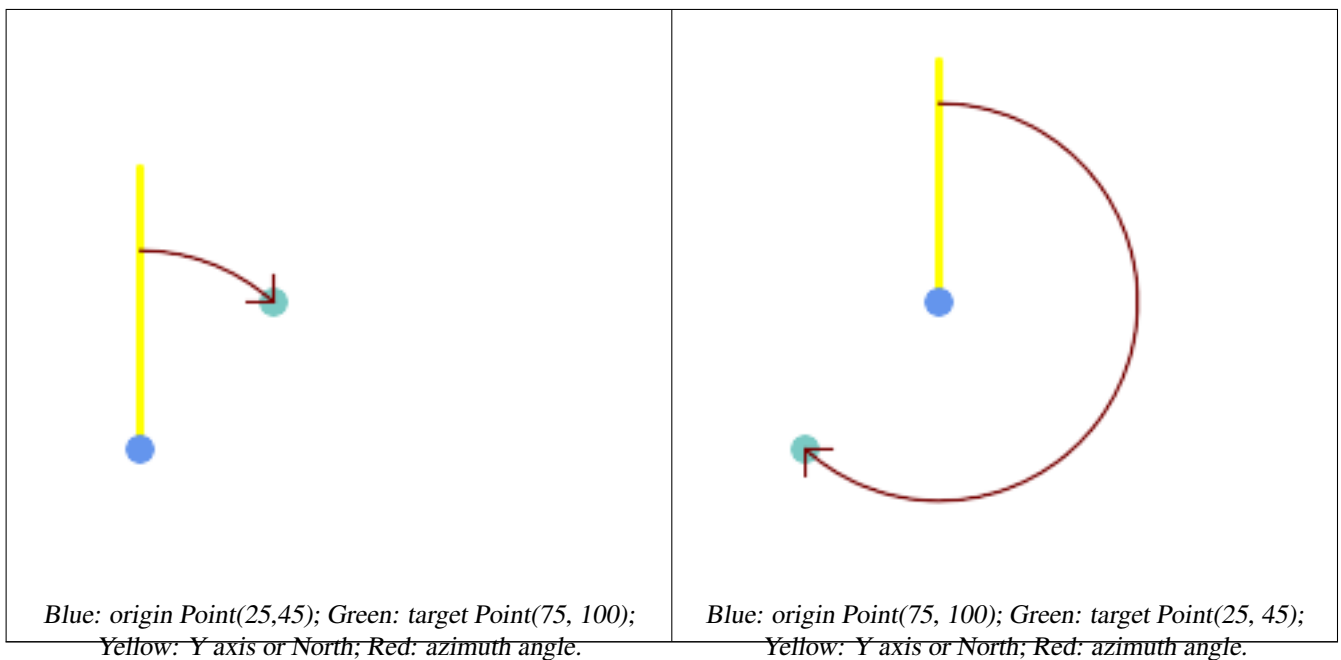 Blue: origin Point(25,45); Green: target Point(75, 100);
Yellow: Y axis or North; Red: azimuth angle.
Blue: origin Point(75, 100); Green: target Point(25, 45);
Yellow: Y axis or North; Red: azimuth angle.